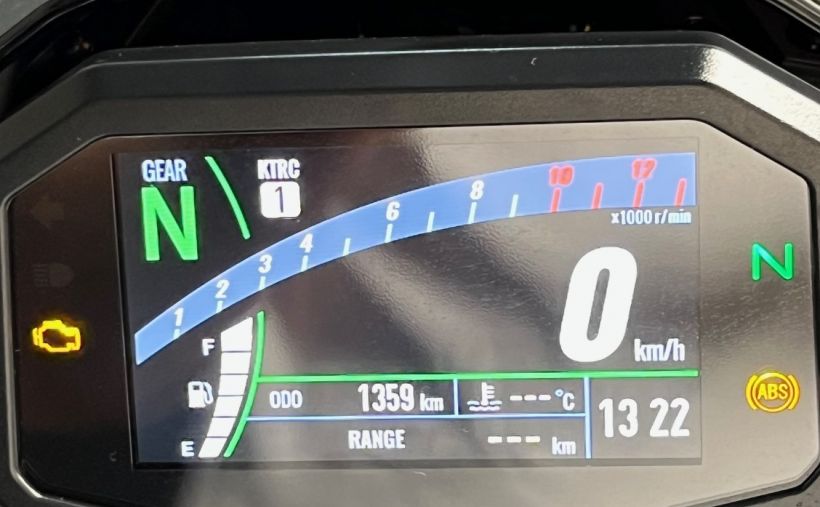 GEAR
N
KTRC
1
1 2 3 4 6 8 10 12
x1000 r/min
0 km/h
N
F
E
ODO 1359 km
--- °C
13 22
RANGE --- km
ABS